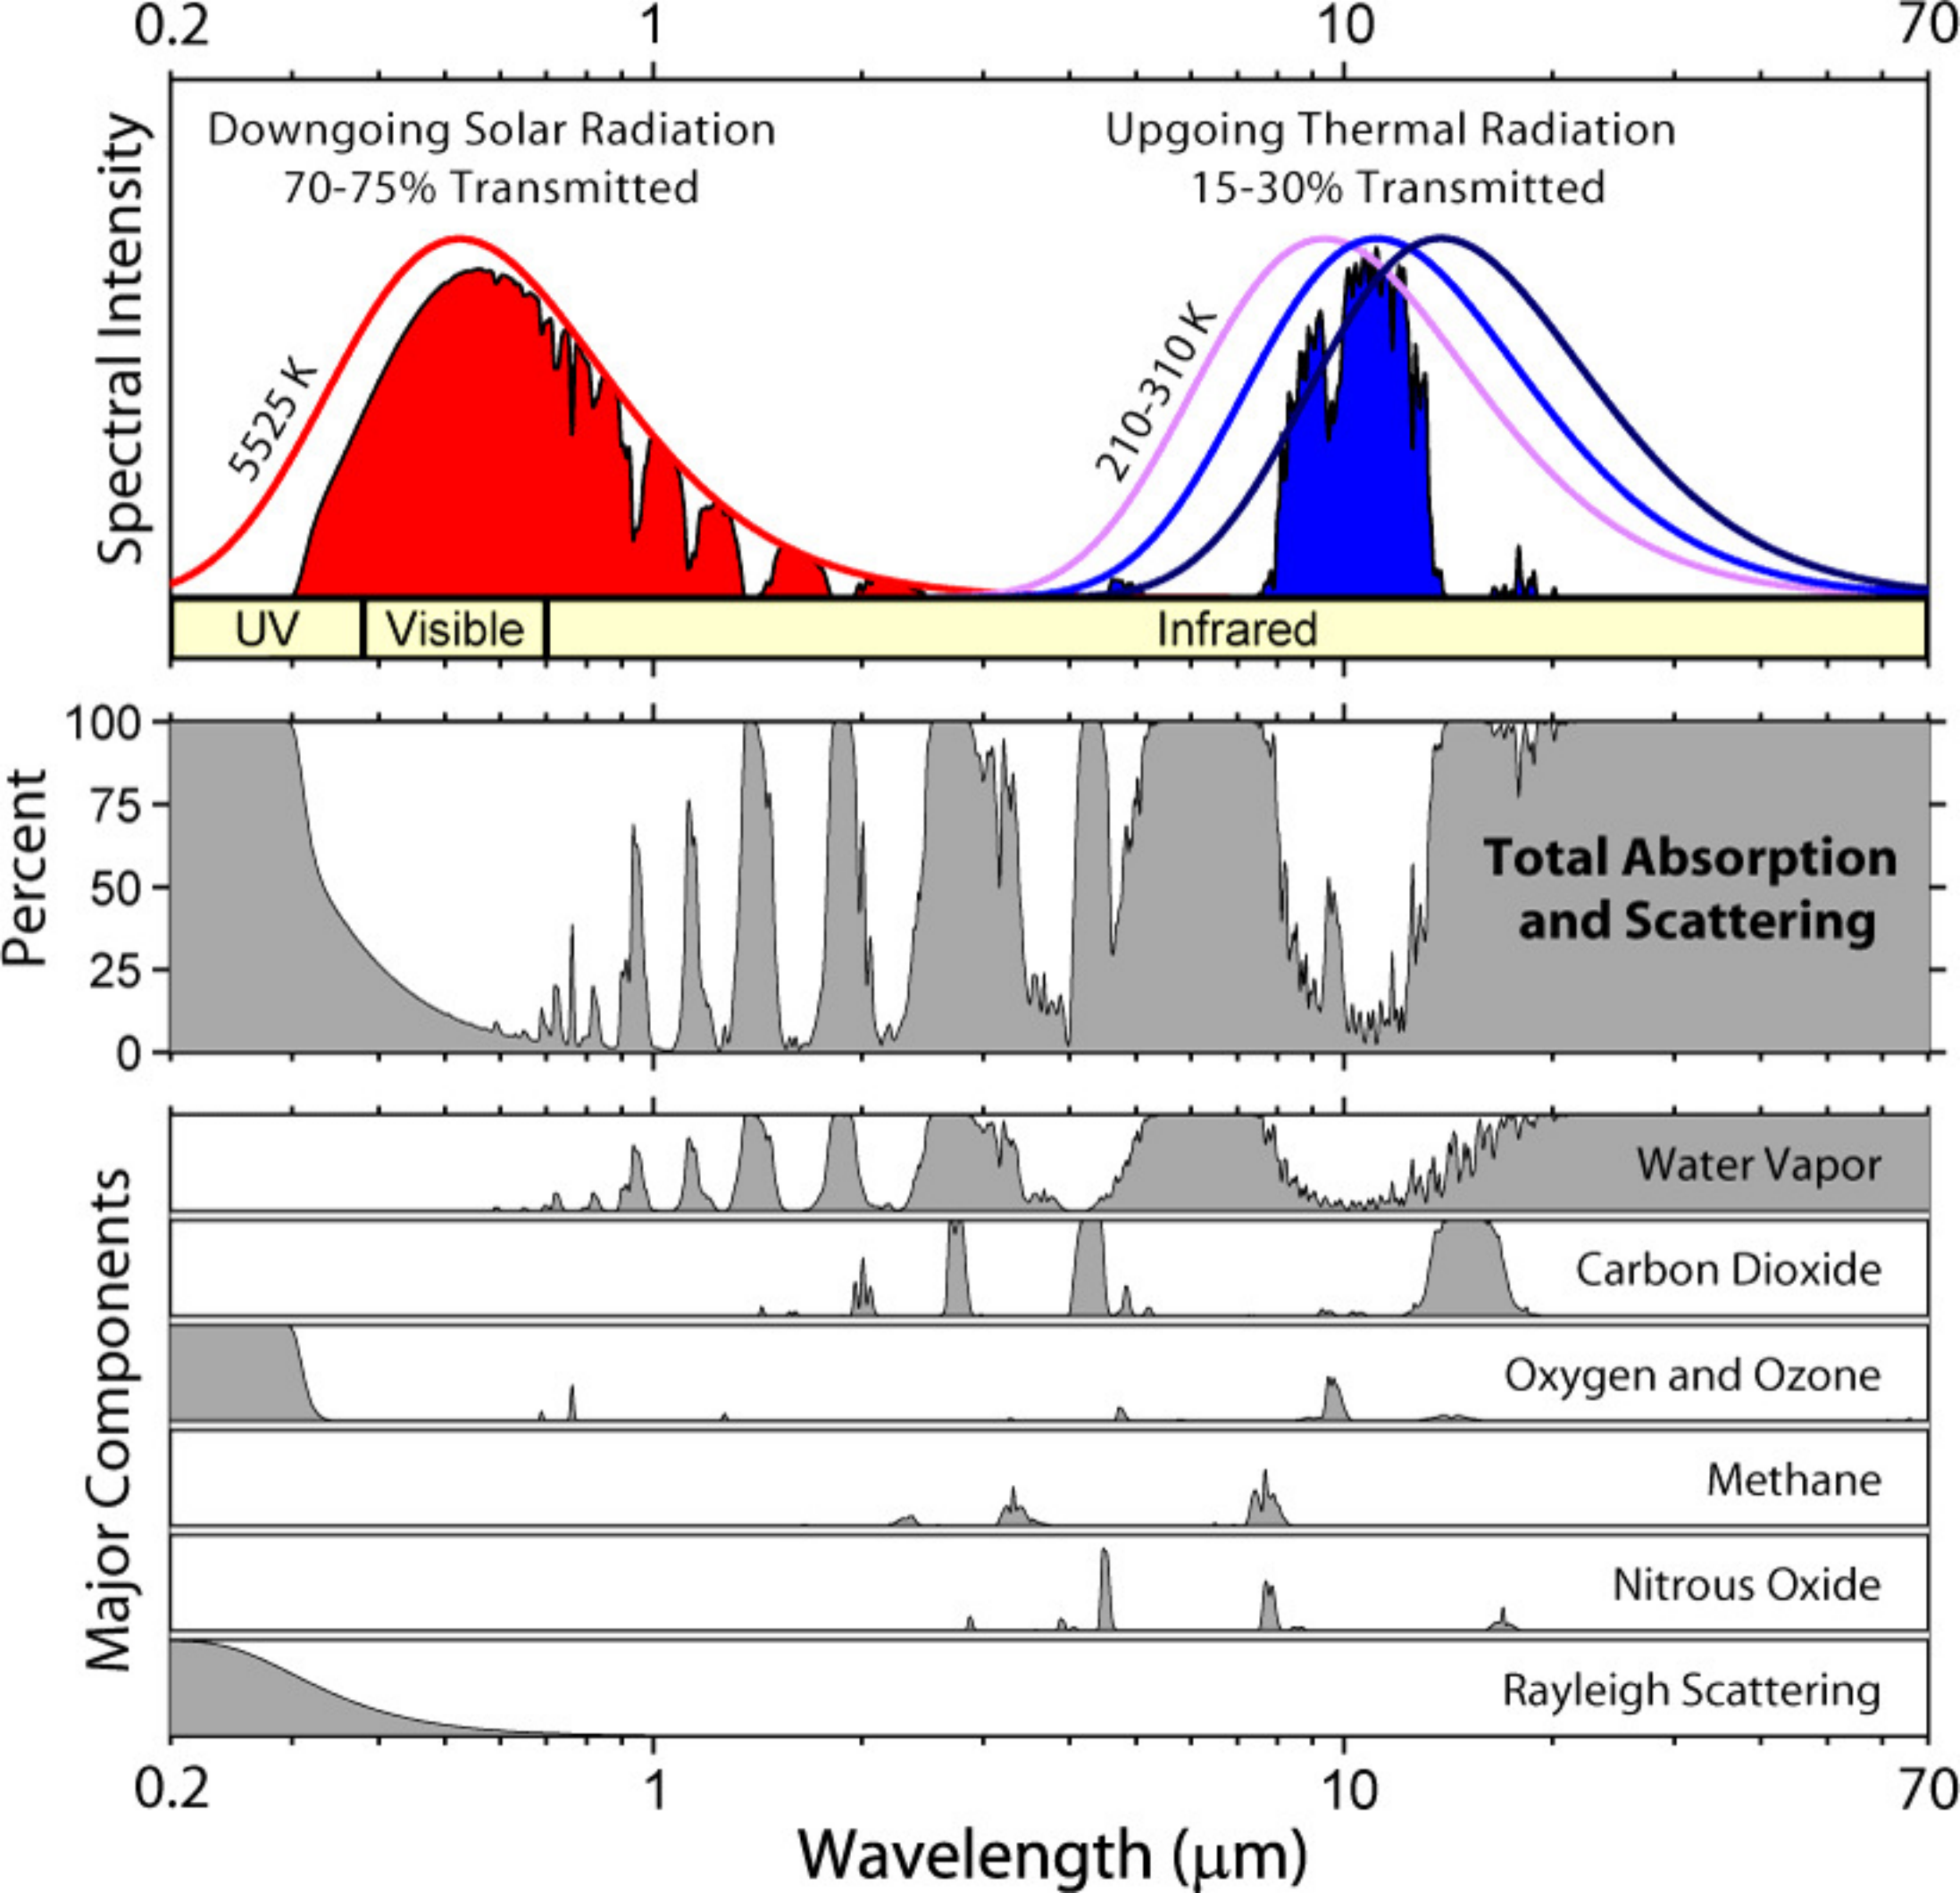 0.2 1 10 70
Spectral Intensity
Downgoing Solar Radiation
70-75% Transmitted
Upgoing Thermal Radiation
15-30% Transmitted
5525 K
210-310 K
UV Visible Infrared
Percent
100
75
50
25
0
Total Absorption
and Scattering
Major Components
Water Vapor
Carbon Dioxide
Oxygen and Ozone
Methane
Nitrous Oxide
Rayleigh Scattering
0.2 1 10 70
Wavelength (μm)